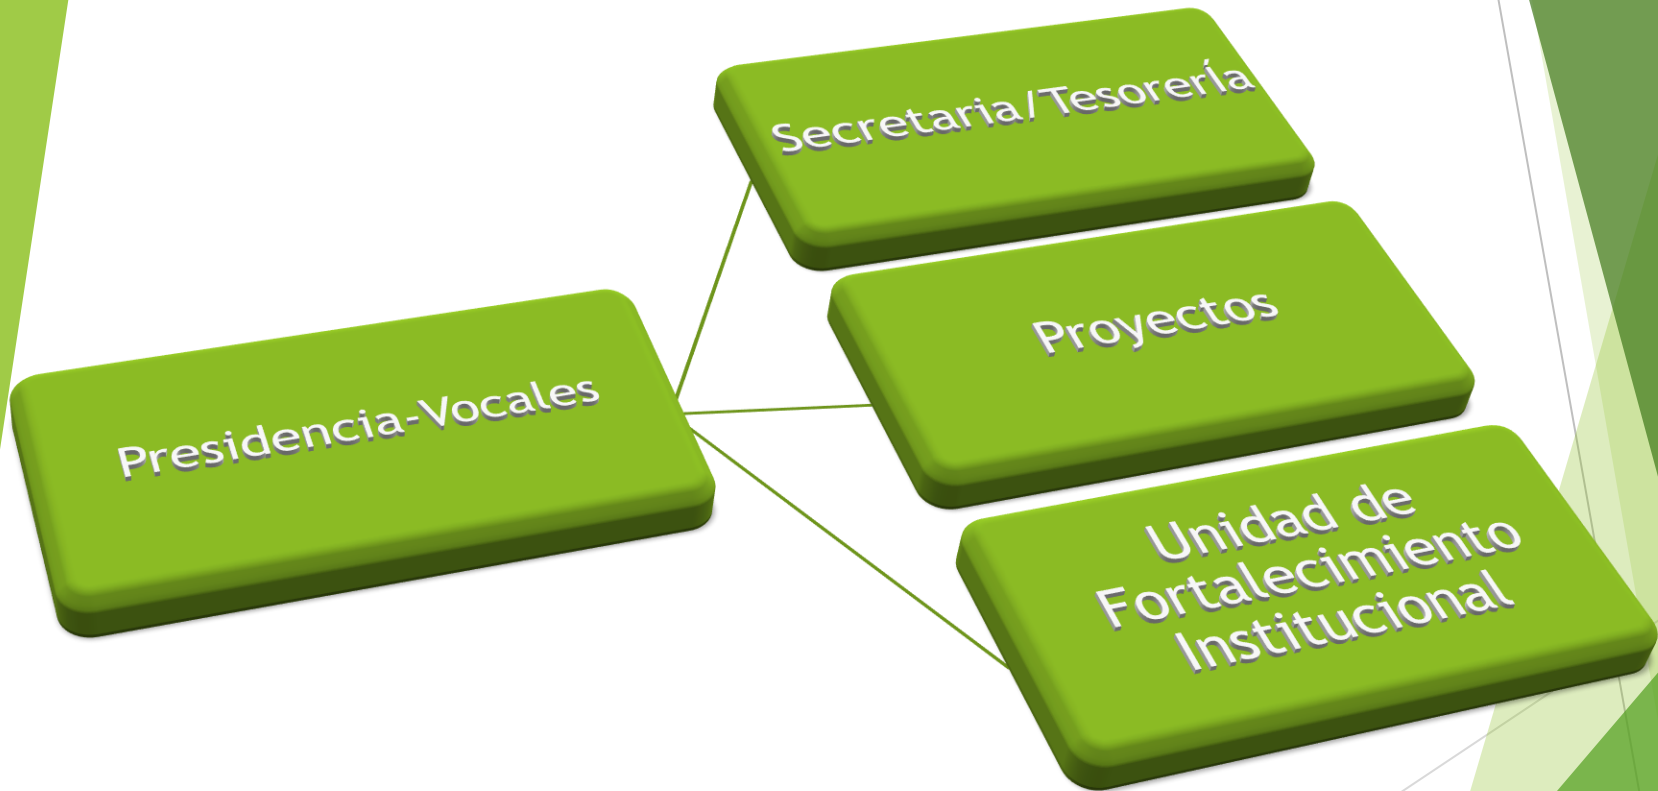 Presidencia-Vocales
Secretaria/Tesorería
Proyectos
Unidad de
Fortalecimiento
Institucional